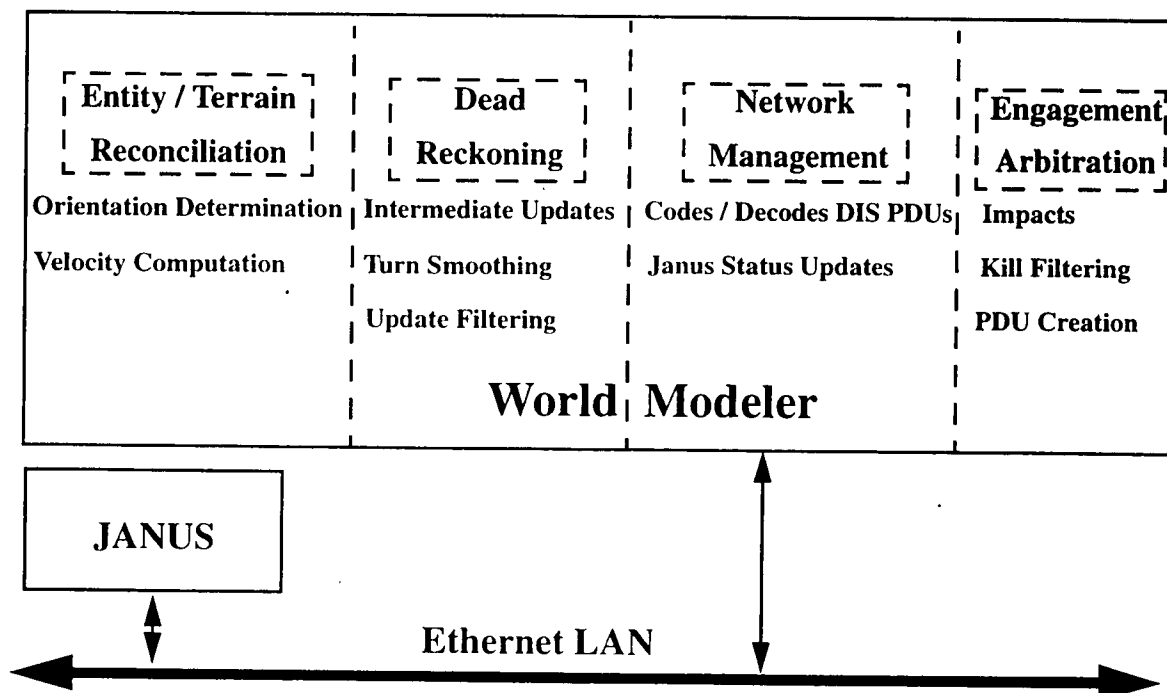 Entity / Terrain
Reconciliation
Orientation Determination
Velocity Computation
Dead
Reckoning
Intermediate Updates
Turn Smoothing
Update Filtering
Network
Management
Codes / Decodes DIS PDUs
Janus Status Updates
Engagement
Arbitration
Impacts
Kill Filtering
PDU Creation
World Modeler
JANUS
Ethernet LAN